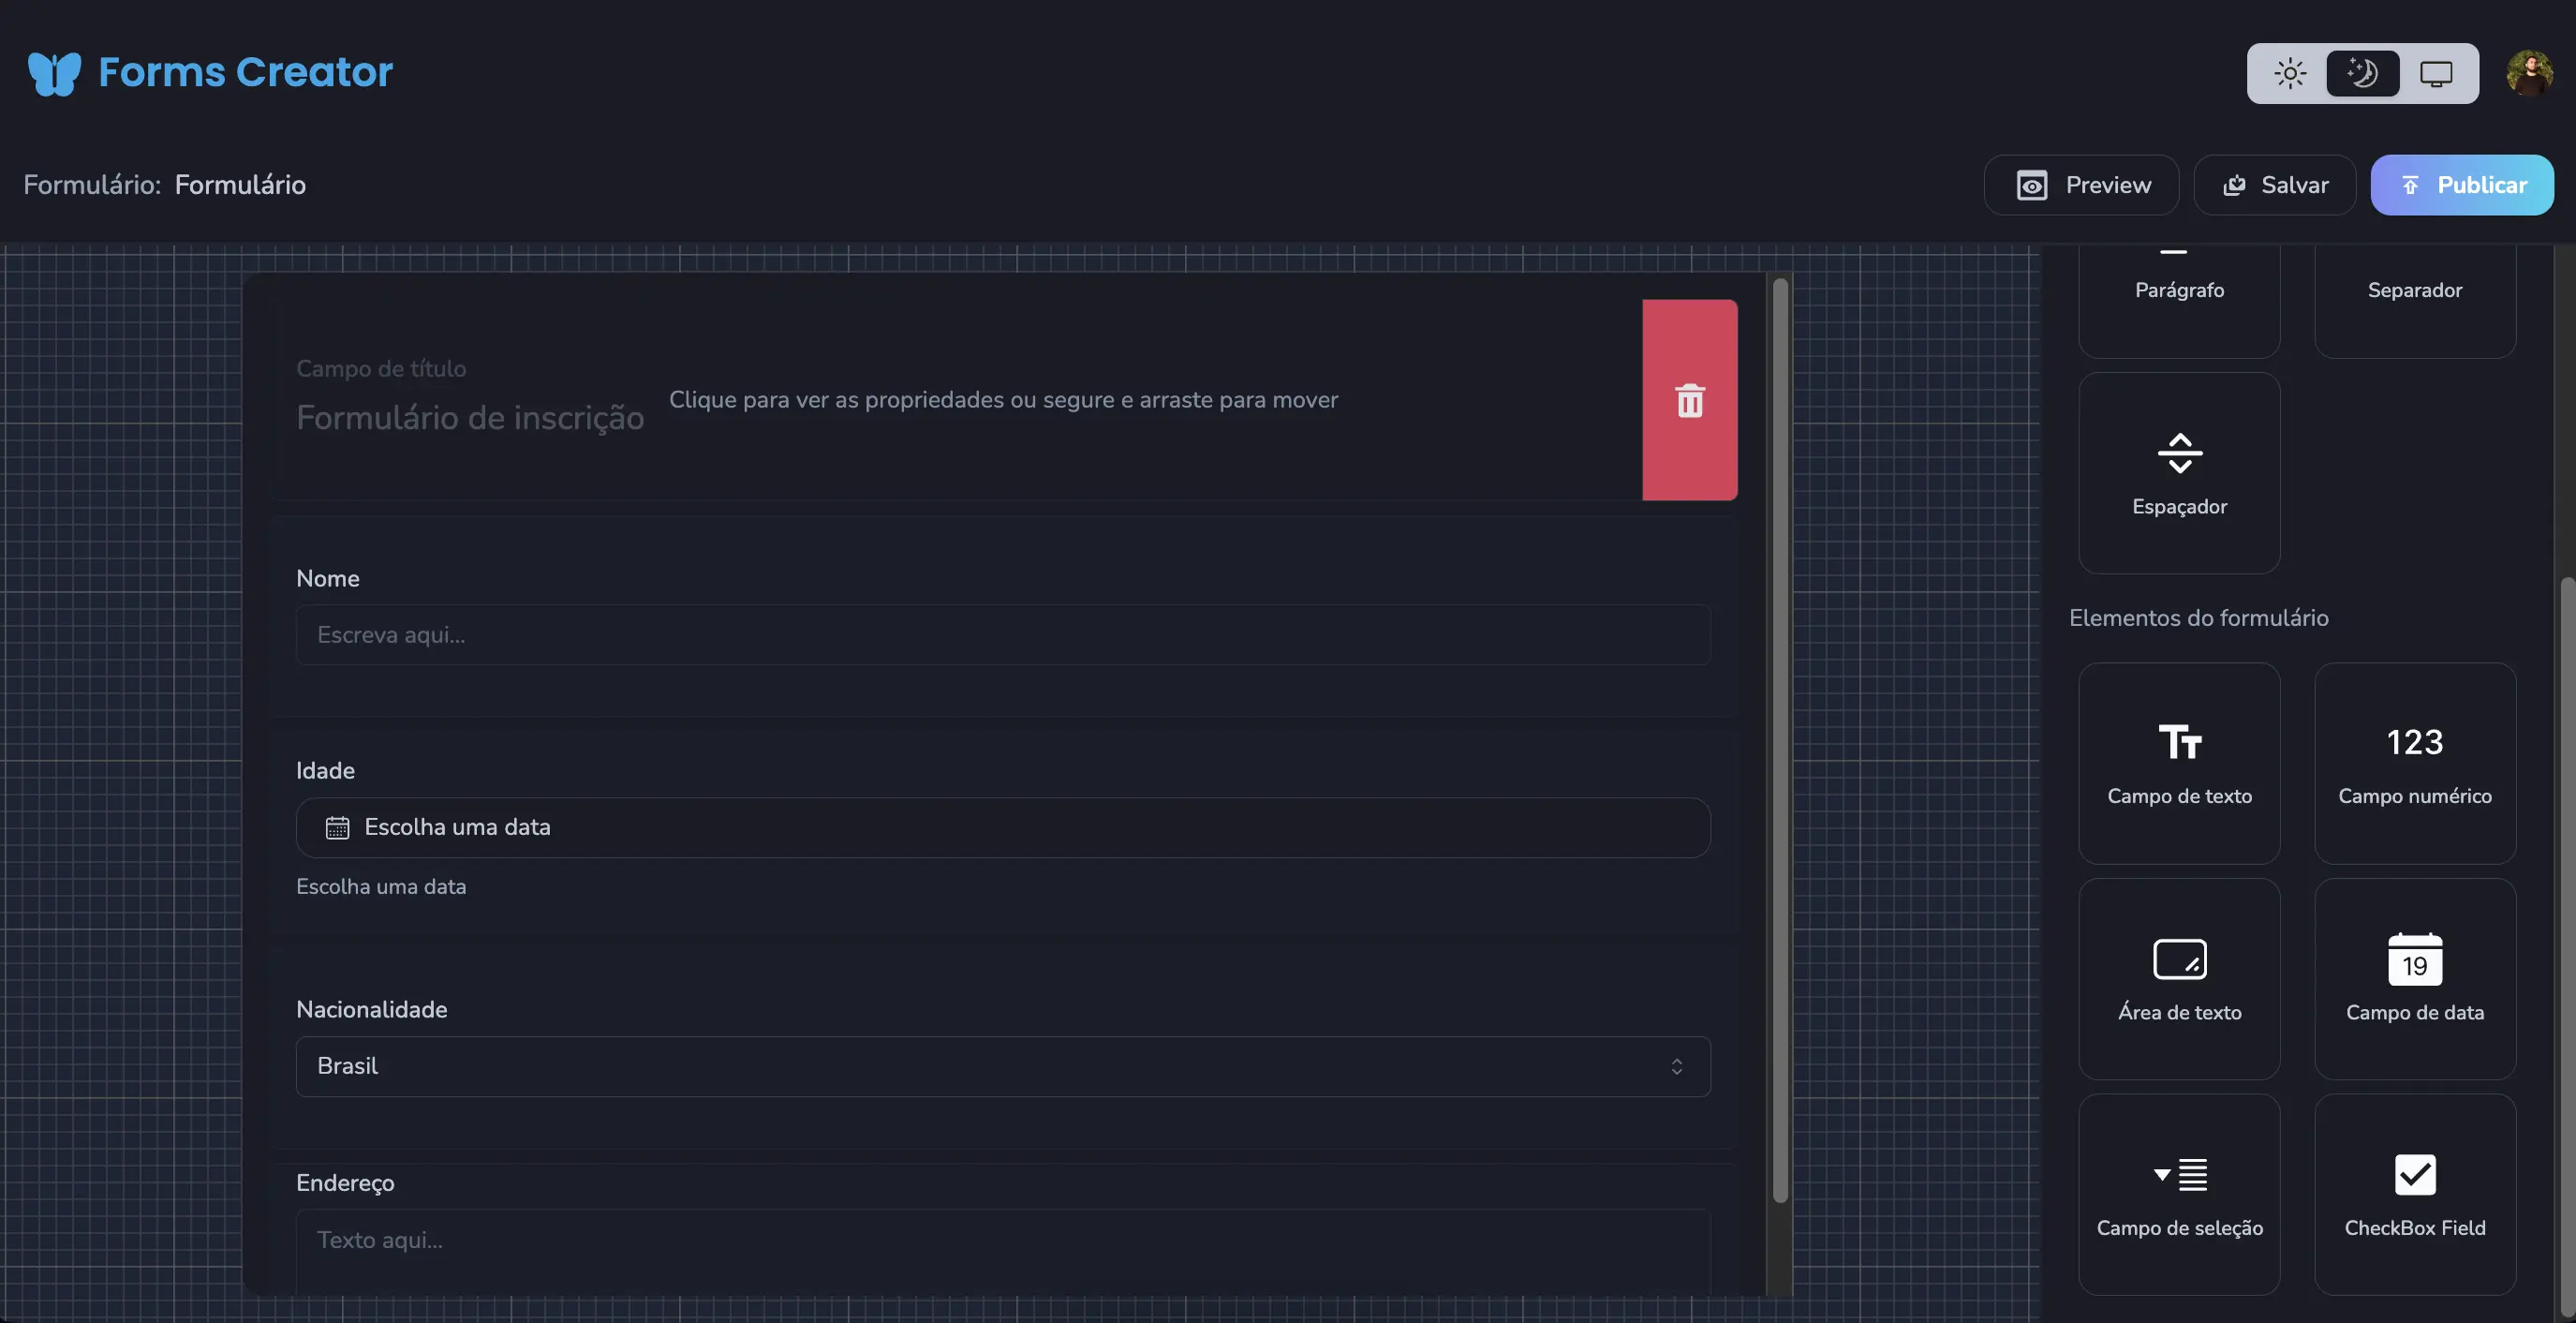 Forms Creator
Formulário: Formulário
Preview
Salvar
Publicar
Campo de título
Formulário de inscrição
Clique para ver as propriedades ou segure e arraste para mover
Nome
Escreva aqui...
Idade
Escolha uma data
Escolha uma data
Nacionalidade
Brasil
Endereço
Texto aqui...
Parágrafo
Separador
Espaçador
Elementos do formulário
Campo de texto
123
Campo numérico
Área de texto
19
Campo de data
Campo de seleção
CheckBox Field